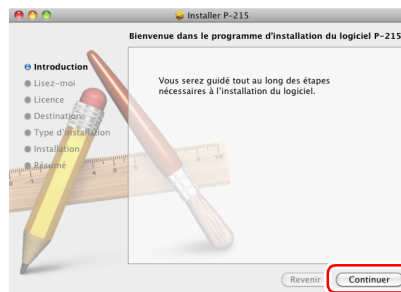 Installer P-215
Bienvenue dans le programme d'installation du logiciel P-215
Introduction
Lisez-moi
Licence
Destination
Type d'installation
Installation
Résumé
Vous serez guidé tout au long des étapes
nécessaires à l'installation du logiciel.
Revenir
Continuer